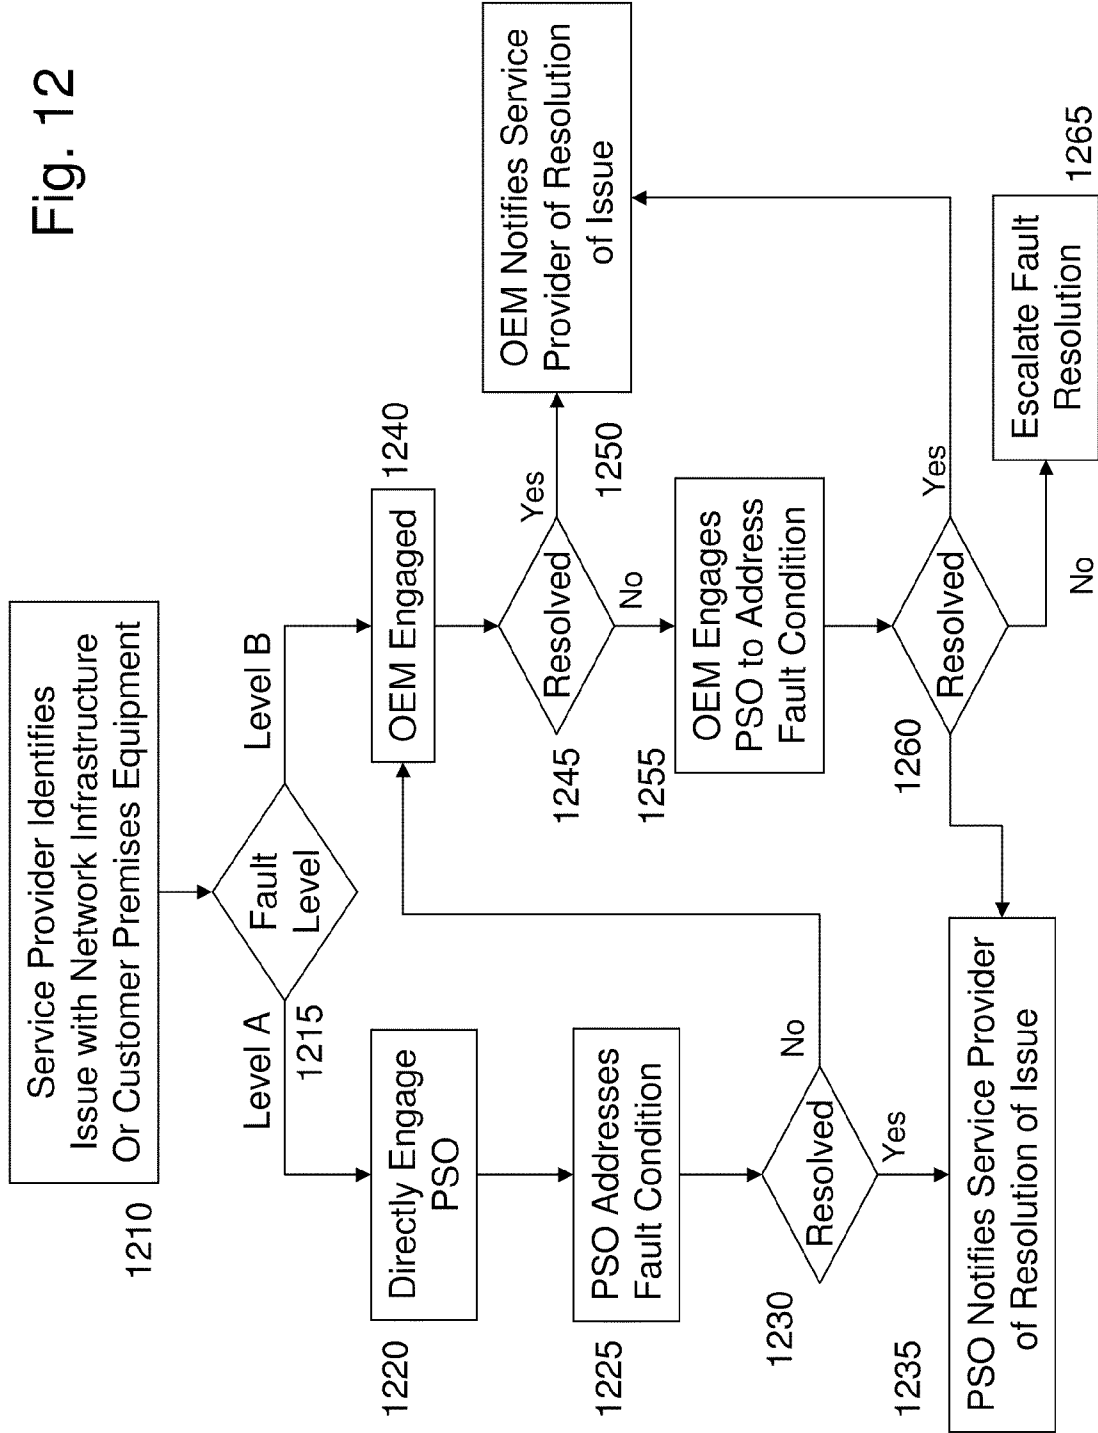 Fig. 12
Service Provider Identifies
Issue with Network Infrastructure
Or Customer Premises Equipment
1210
Fault
Level
1215
Level A
Level B
Directly Engage
PSO
1220
PSO Addresses
Fault Condition
1225
Resolved
1230
No
Yes
PSO Notifies Service Provider
of Resolution of Issue
1235
OEM Engaged
1240
Resolved
1245
Yes
No
OEM Notifies Service
Provider of Resolution
of Issue
1250
OEM Engages
PSO to Address
Fault Condition
1255
Resolved
1260
Yes
No
Escalate Fault
Resolution
1265